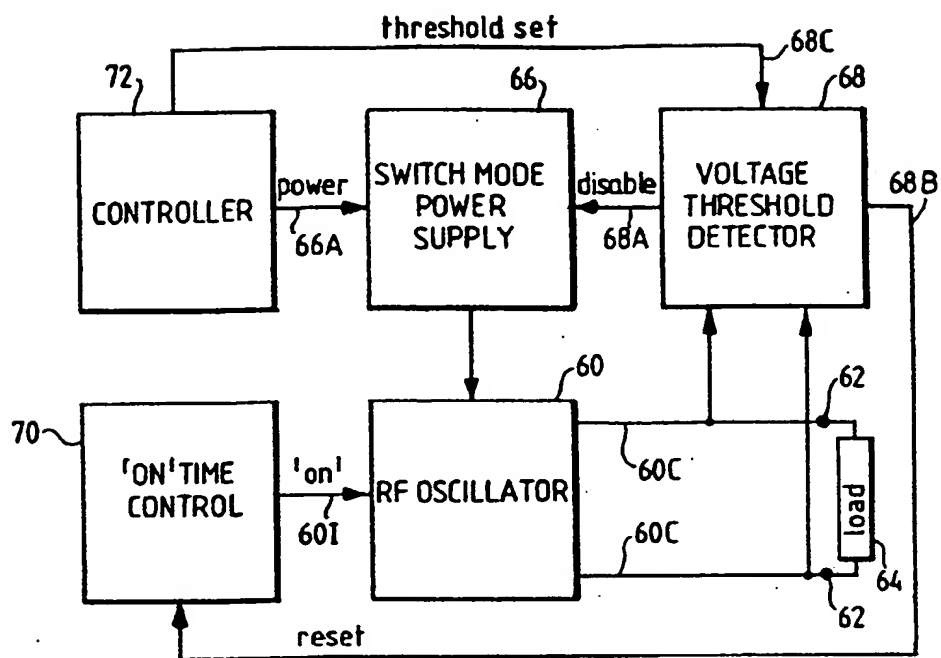 threshold set
68C
72
66
68
CONTROLLER
power
66A
SWITCH MODE
POWER
SUPPLY
disable
68A
VOLTAGE
THRESHOLD
DETECTOR
68B
70
'ON' TIME
CONTROL
'on'
60I
60
RF OSCILLATOR
60C
60C
62
load
64
62
reset